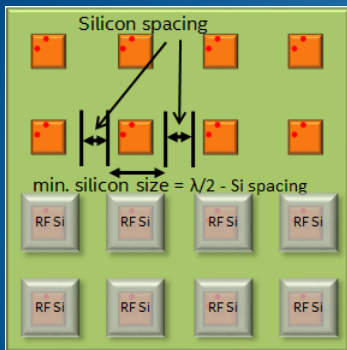 Silicon spacing
min. silicon size = λ/2 - Si spacing
RF Si RF Si RF Si RF Si
RF Si RF Si RF Si RF Si